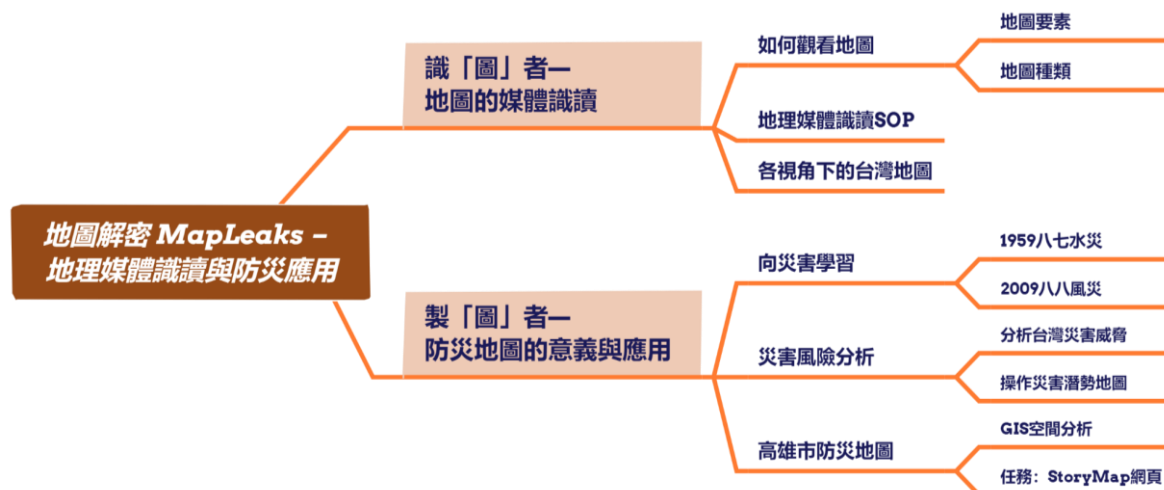 地圖解密 MapLeaks –
地理媒體識讀與防災應用
識「圖」者—
地圖的媒體識讀
如何觀看地圖
地圖要素
地圖種類
地理媒體識讀SOP
各視角下的台灣地圖
製「圖」者—
防災地圖的意義與應用
向災害學習
1959八七水災
2009八八風災
災害風險分析
分析台灣災害威脅
操作災害潛勢地圖
高雄市防災地圖
GIS空間分析
任務：StoryMap網頁